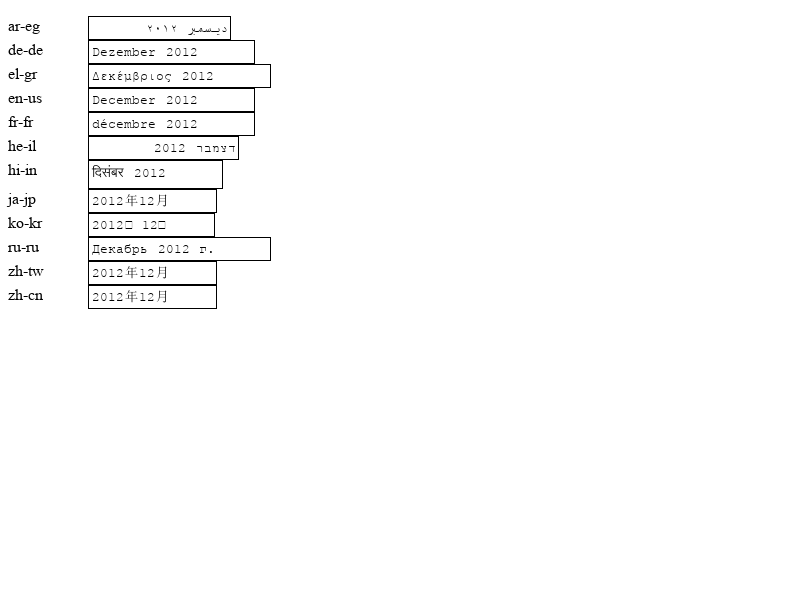 ar-eg ديسمبر ٢٠١٢
de-de Dezember 2012
el-gr Δεκέμβριος 2012
en-us December 2012
fr-fr décembre 2012
he-il דצמבר 2012
hi-in दिसंबर 2012
ja-jp 2012年12月
ko-kr 2012□ 12□
ru-ru Декабрь 2012 г.
zh-tw 2012年12月
zh-cn 2012年12月